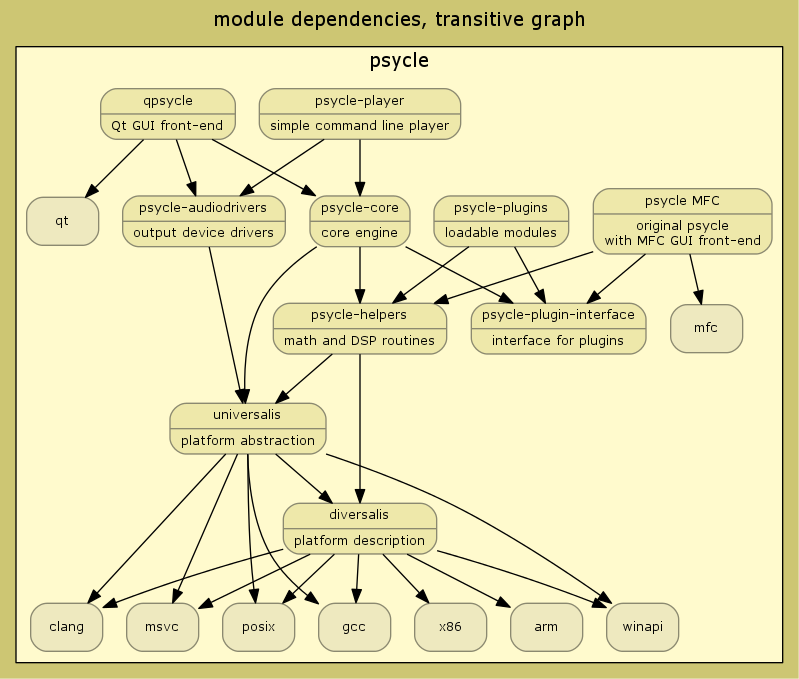 module dependencies, transitive graph
psycle
qpsycle
Qt GUI front-end
psycle-player
simple command line player
qt
psycle-audiodrivers
output device drivers
psycle-core
core engine
psycle-plugins
loadable modules
psycle MFC
original psycle
with MFC GUI front-end
psycle-helpers
math and DSP routines
psycle-plugin-interface
interface for plugins
mfc
universalis
platform abstraction
diversalis
platform description
clang
msvc
posix
gcc
x86
arm
winapi